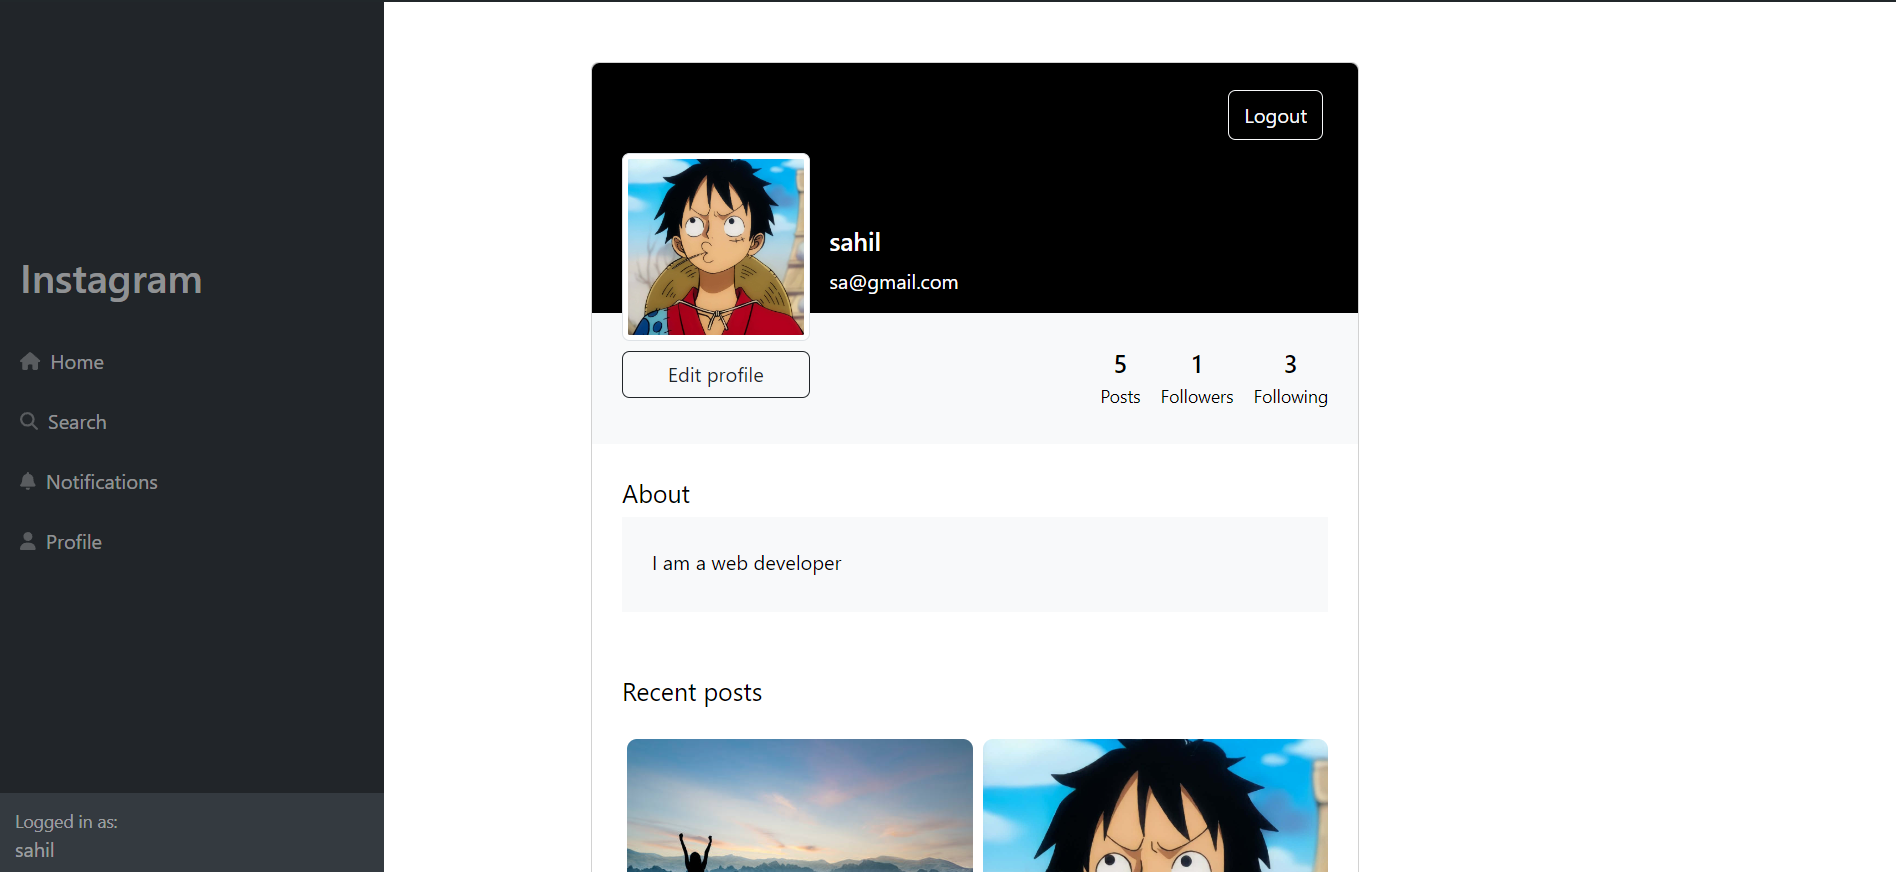 Instagram
Home
Search
Notifications
Profile
Logged in as:
sahil
Logout
sahil
sa@gmail.com
Edit profile
5 1 3
Posts Followers Following
About
I am a web developer
Recent posts